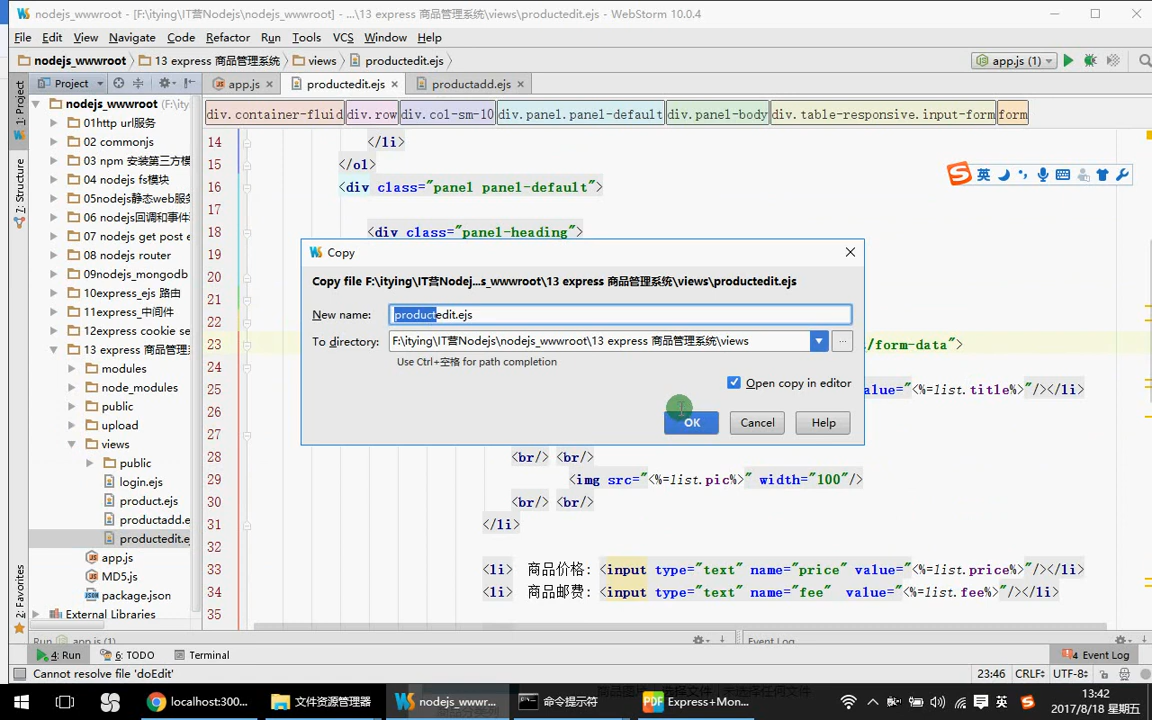 nodejs_wwwroot - [F:\itying\IT营Nodejs\nodejs_wwwroot] - ...\13 express 商品管理系统\views\productedit.ejs - WebStorm 10.0.4
File Edit View Navigate Code Refactor Run Tools VCS Window Help
nodejs_wwwroot 13 express 商品管理系统 views productedit.ejs app.js (1)
Project app.js productedit.ejs productadd.ejs
1: Project
7: Structure
2: Favorites
nodejs_wwwroot (F:\ity
01http url服务
02 commonjs
03 npm 安装第三方模
04 nodejs fs模块
05nodejs静态web服务
06 nodejs回调和事件
07 nodejs get post e
08 nodejs router
09nodejs_mongodb
10express_ejs 路由
11express_中间件
12express cookie se
13 express 商品管理系
modules
node_modules
public
upload
views
public
login.ejs
product.ejs
productadd.e
productedit.e
app.js
MD5.js
package.json
External Libraries
div.container-fluid div.row div.col-sm-10 div.panel.panel-default div.panel-body div.table-responsive.input-form form
14 </li>
15 </ol>
16 <div class="panel panel-default">
17
18 <div class="panel-heading">
19
20
21
22
23 /form-data">
24
25 alue="<%=list.title%>"/></li>
26
27
28 <br/> <br/>
29 <img src="<%=list.pic%>" width="100"/>
30 <br/> <br/>
31 </li>
32
33 <li> 商品价格: <input type="text" name="price" value="<%=list.price%>"/></li>
34 <li> 商品邮费: <input type="text" name="fee" value="<%=list.fee%>"/></li>
35
英
Copy
Copy file F:\itying\IT营Nodej...s_wwwroot\13 express 商品管理系统\views\productedit.ejs
New name: productedit.ejs
To directory: F:\itying\IT营Nodejs\nodejs_wwwroot\13 express 商品管理系统\views
Use Ctrl+空格 for path completion
Open copy in editor
OK Cancel Help
Run app.js (1) Event Log
4: Run 6: TODO Terminal 4 Event Log
Cannot resolve file 'doEdit' 23:46 CRLF UTF-8
localhost:300... 文件资源管理器 nodejs_wwwr... 命令提示符 Express+Mon... 英 13:42
2017/8/18 星期五